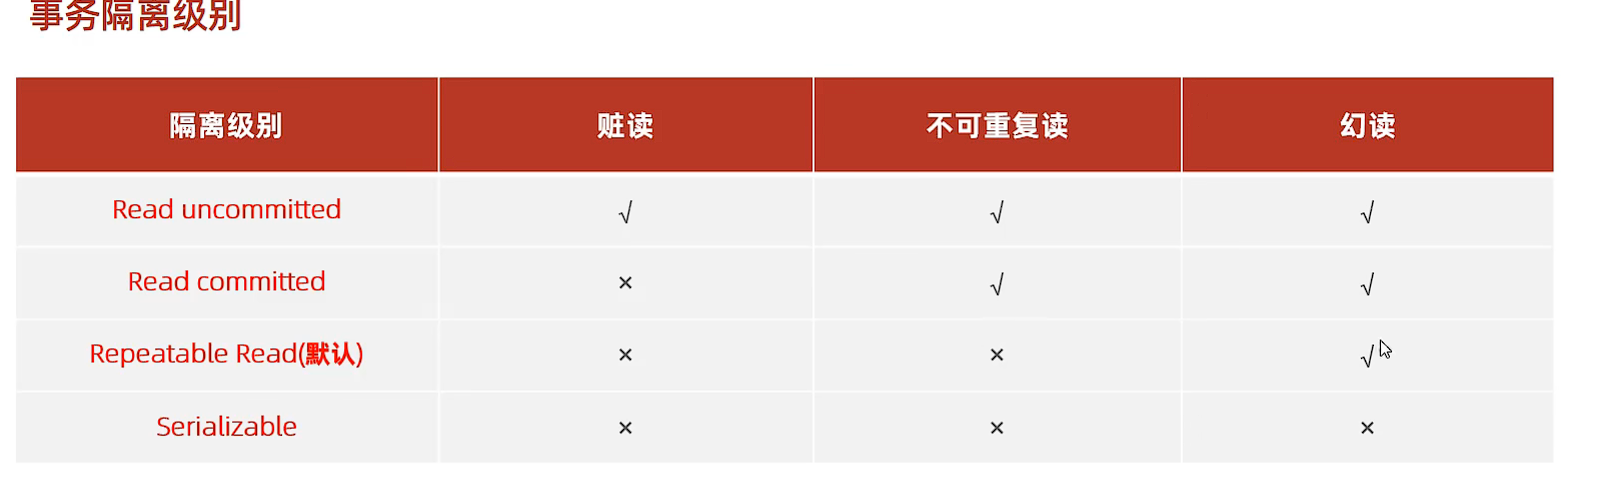 事务隔离级别
隔离级别 脏读 不可重复读 幻读
Read uncommitted √ √ √
Read committed × √ √
Repeatable Read(默认) × × √
Serializable × × ×